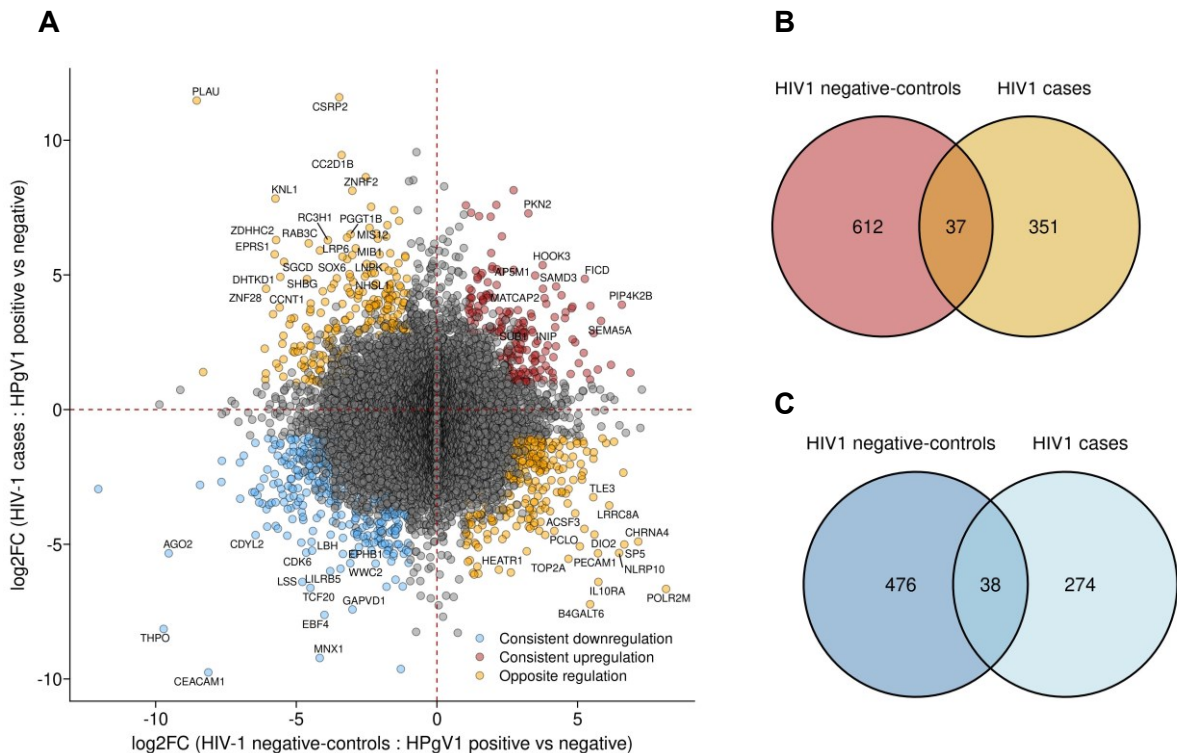 A
B
C
PLAU
CSRP2
CC2D1B
ZNRF2
KNL1
RC3H1
PGGT1B
ZDHHC2
RAB3C
MIS12
EPRS1
LRP6
MIB1
SGCD
SOX6
LNPK
DHTKD1
SHBG
NHSL1
ZNF28
CCNT1
PKN2
HOOK3
AP5M1
SAMD3
FICD
MATCAP2
PIP4K2B
SUB1
INIP
SEMA5A
TLE3
LRRC8A
ACSF3
CHRNA4
PCLO
DIO2
SP5
HEATR1
TOP2A
PECAM1
NLRP10
IL10RA
POLR2M
B4GALT6
AGO2
CDYL2
LBH
EPHB1
CDK6
WWC2
LSS
LILRB5
TCF20
GAPVD1
EBF4
THPO
MNX1
CEACAM1
Consistent downregulation
Consistent upregulation
Opposite regulation
10
5
0
-5
-10
-10
-5
0
5
log2FC (HIV-1 cases : HPgV1 positive vs negative)
log2FC (HIV-1 negative-controls : HPgV1 positive vs negative)
HIV1 negative-controls
HIV1 cases
612
37
351
HIV1 negative-controls
HIV1 cases
476
38
274